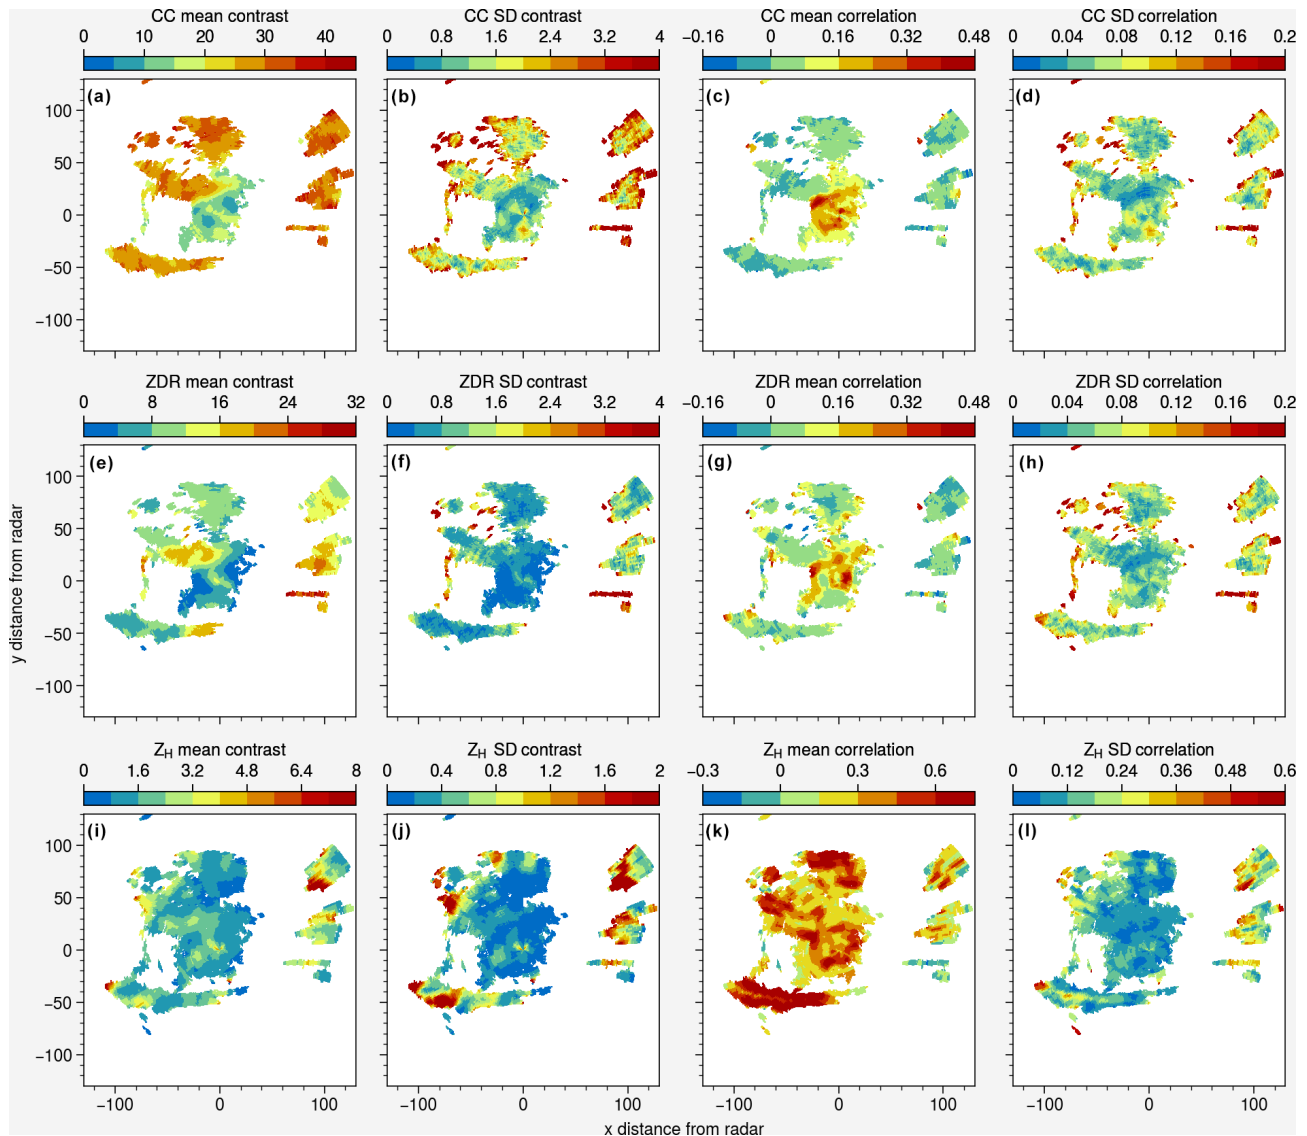 CC mean contrast CC SD contrast CC mean correlation CC SD correlation
0 10 20 30 40 0 0.8 1.6 2.4 3.2 4 −0.16 0 0.16 0.32 0.48 0 0.04 0.08 0.12 0.16 0.2
(a) (b) (c) (d)
100
50
0
−50
−100
ZDR mean contrast ZDR SD contrast ZDR mean correlation ZDR SD correlation
0 8 16 24 32 0 0.8 1.6 2.4 3.2 4 -0.16 0 0.16 0.32 0.48 0 0.04 0.08 0.12 0.16 0.2
(e) (f) (g) (h)
100
50
0
−50
−100
y distance from radar
ZH mean contrast ZH SD contrast ZH mean correlation ZH SD correlation
0 1.6 3.2 4.8 6.4 8 0 0.4 0.8 1.2 1.6 2 −0.3 0 0.3 0.6 0 0.12 0.24 0.36 0.48 0.6
(i) (j) (k) (l)
100
50
0
−50
−100
−100 0 100 −100 0 100 −100 0 100 −100 0 100
x distance from radar